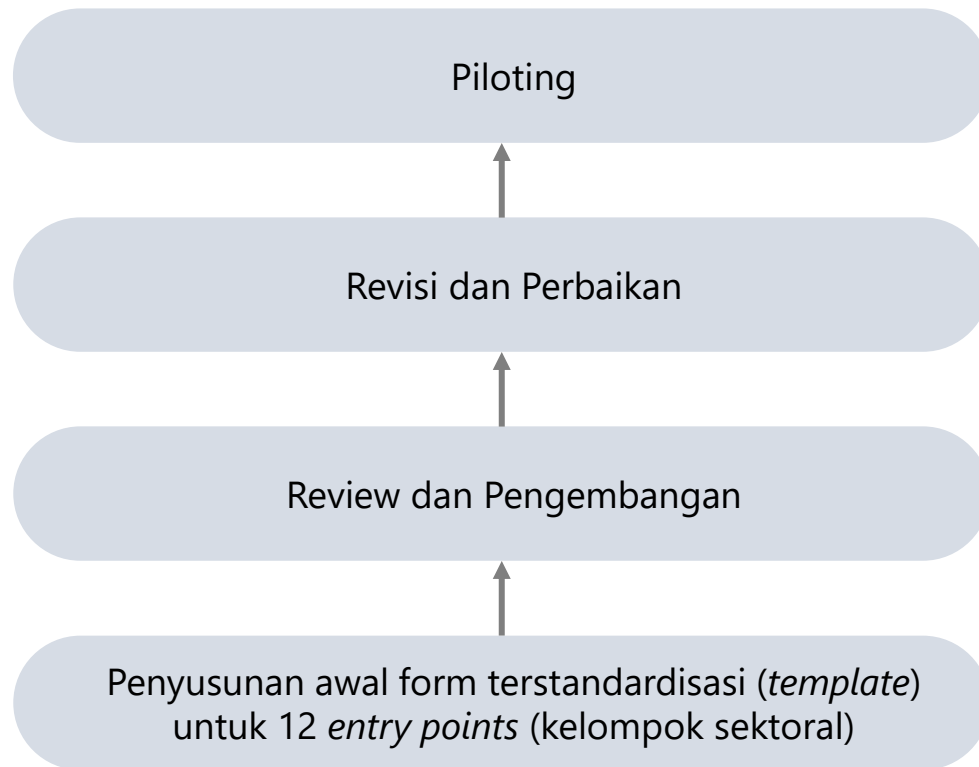 Piloting
Revisi dan Perbaikan
Review dan Pengembangan
Penyusunan awal form terstandardisasi (template)
untuk 12 entry points (kelompok sektoral)